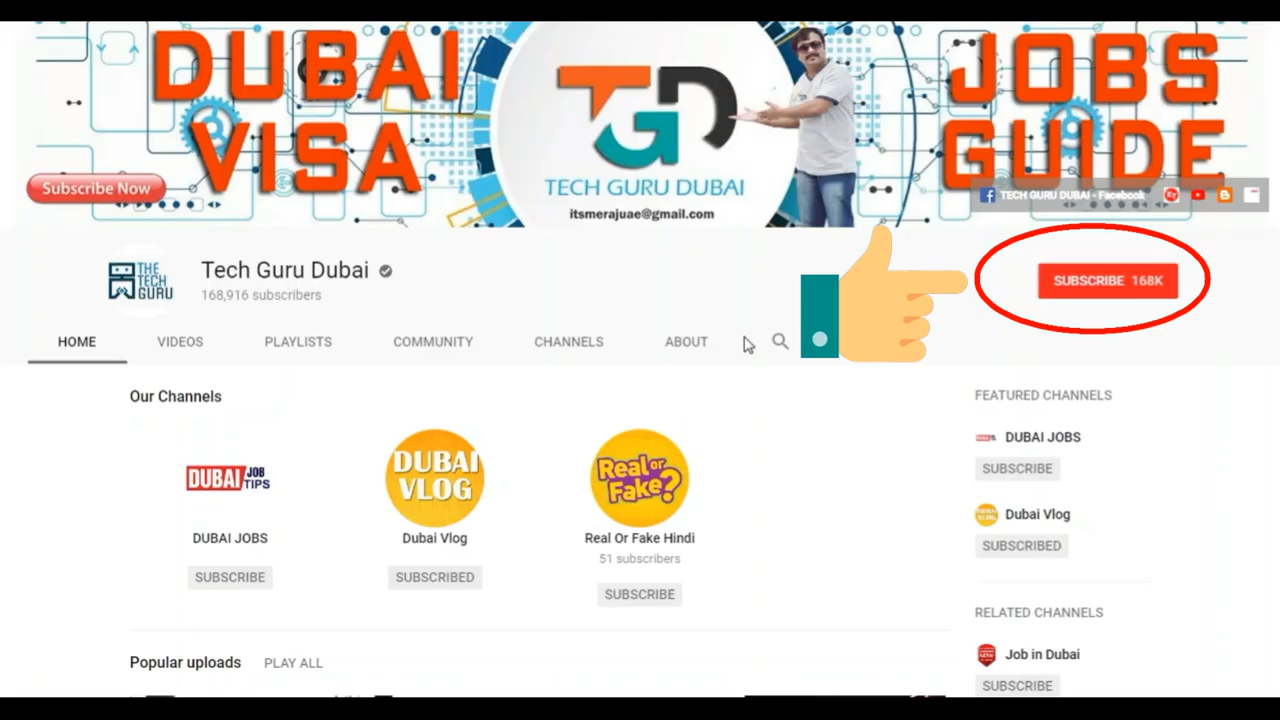 DUBAI
VISA
JOBS
GUIDE
TGD
TECH GURU DUBAI
itsmerajuae@gmail.com
Subscribe Now
TECH GURU DUBAI - Facebook
THE
TECH
GURU
Tech Guru Dubai
168,916 subscribers
SUBSCRIBE 168K
HOME VIDEOS PLAYLISTS COMMUNITY CHANNELS ABOUT
Our Channels
DUBAI JOB TIPS
DUBAI VLOG
Real or Fake?
DUBAI JOBS
Dubai Vlog
Real Or Fake Hindi
51 subscribers
SUBSCRIBE
SUBSCRIBED
SUBSCRIBE
Popular uploads PLAY ALL
FEATURED CHANNELS
DUBAI JOBS
SUBSCRIBE
Dubai Vlog
SUBSCRIBED
RELATED CHANNELS
Job in Dubai
SUBSCRIBE